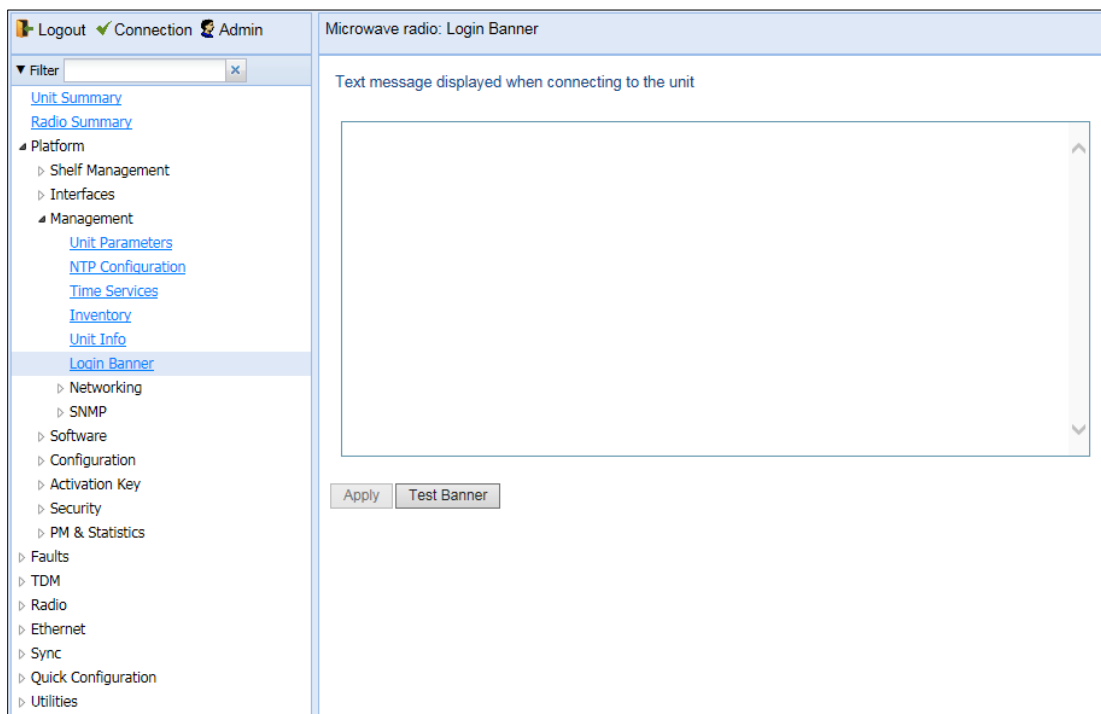 Logout Connection Admin
Filter
Unit Summary
Radio Summary
Platform
Shelf Management
Interfaces
Management
Unit Parameters
NTP Configuration
Time Services
Inventory
Unit Info
Login Banner
Networking
SNMP
Software
Configuration
Activation Key
Security
PM & Statistics
Faults
TDM
Radio
Ethernet
Sync
Quick Configuration
Utilities
Microwave radio: Login Banner
Text message displayed when connecting to the unit
Apply Test Banner